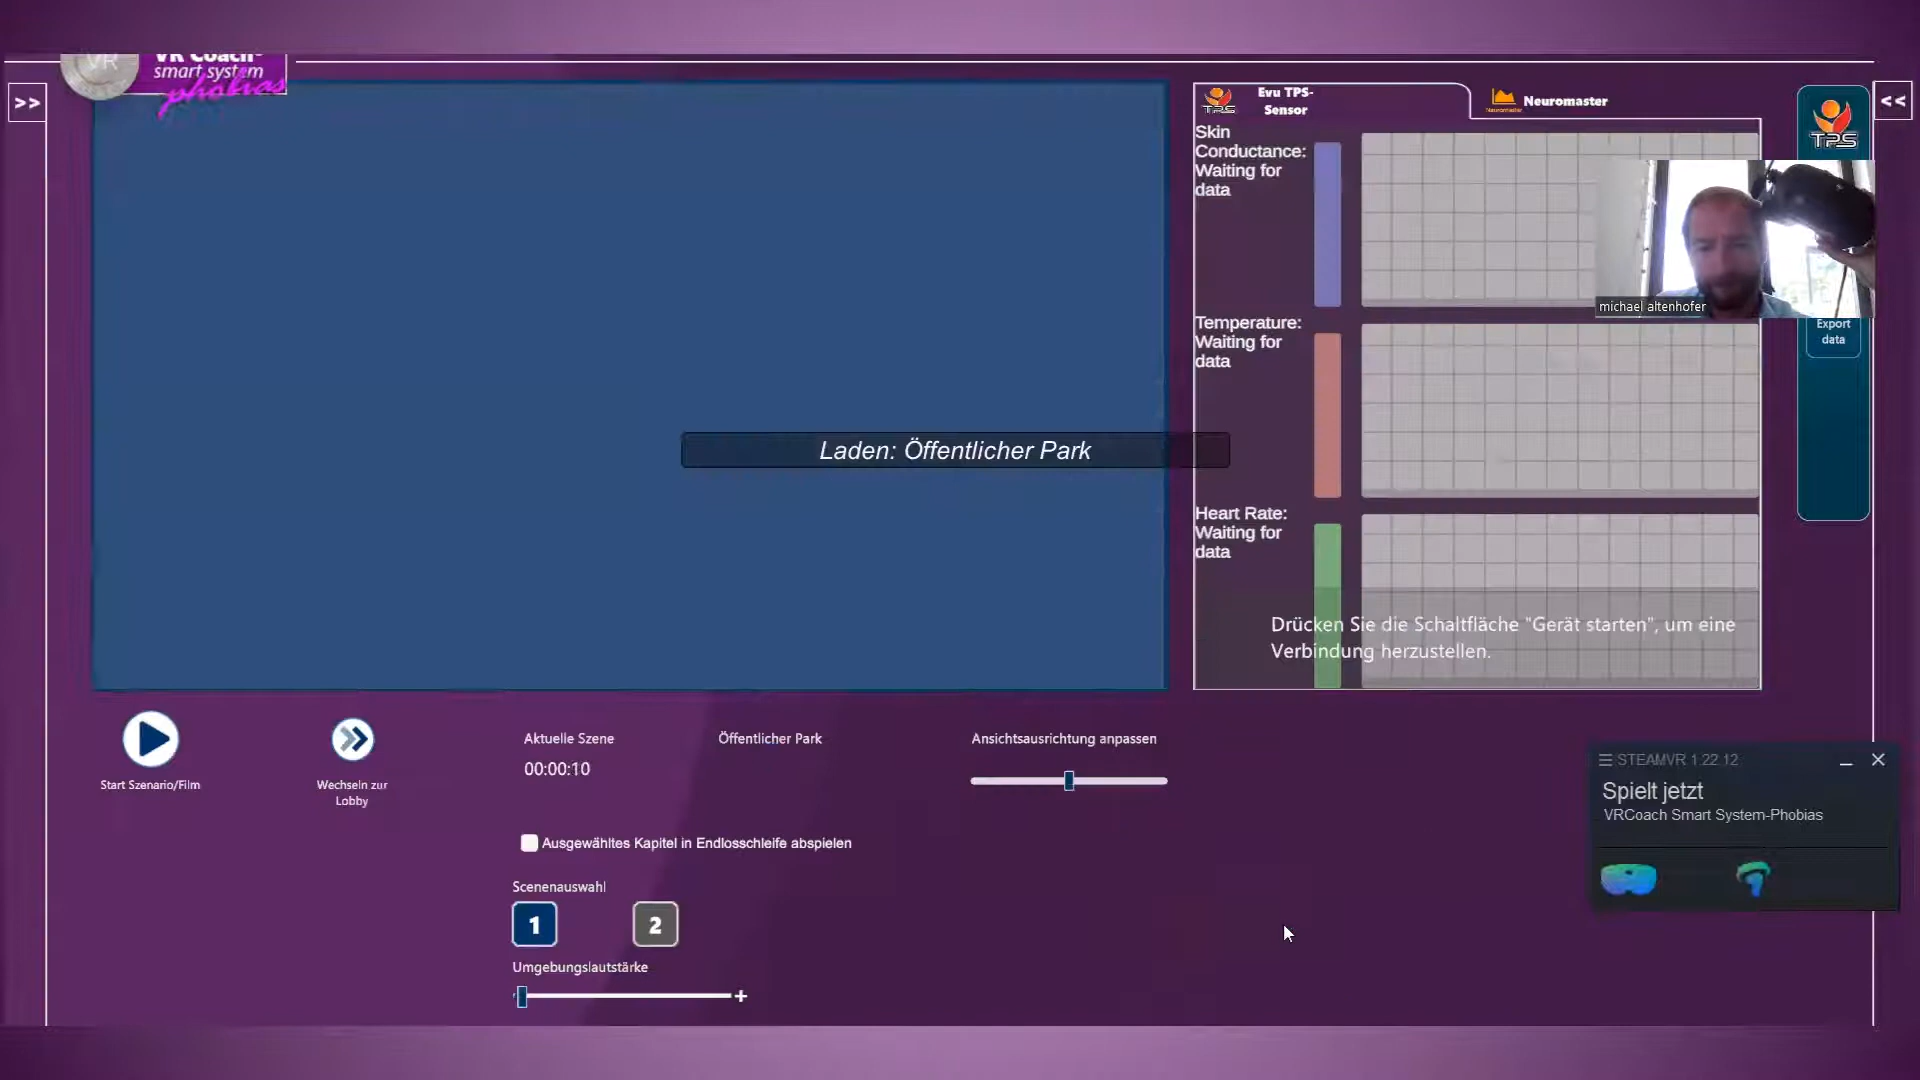 VR Coach®
smart system
phobias
>>
Evu TPS-
Sensor
Neuromaster
Neuromaster
<<
TPS
TPS
Skin
Conductance:
Waiting for
data
michael altenhofer
Export
data
Temperature:
Waiting for
data
Laden: Öffentlicher Park
Heart Rate:
Waiting for
data
Drücken Sie die Schaltfläche "Gerät starten", um eine
Verbindung herzustellen.
Start Szenario/Film
Wechseln zur
Lobby
Aktuelle Szene
Öffentlicher Park
Ansichtsausrichtung anpassen
00:00:10
STEAMVR 1.22.12
Spielt jetzt
VRCoach Smart System-Phobias
Ausgewähltes Kapitel in Endlosschleife abspielen
Scenenauswahl
1 2
Umgebungslautstärke
+